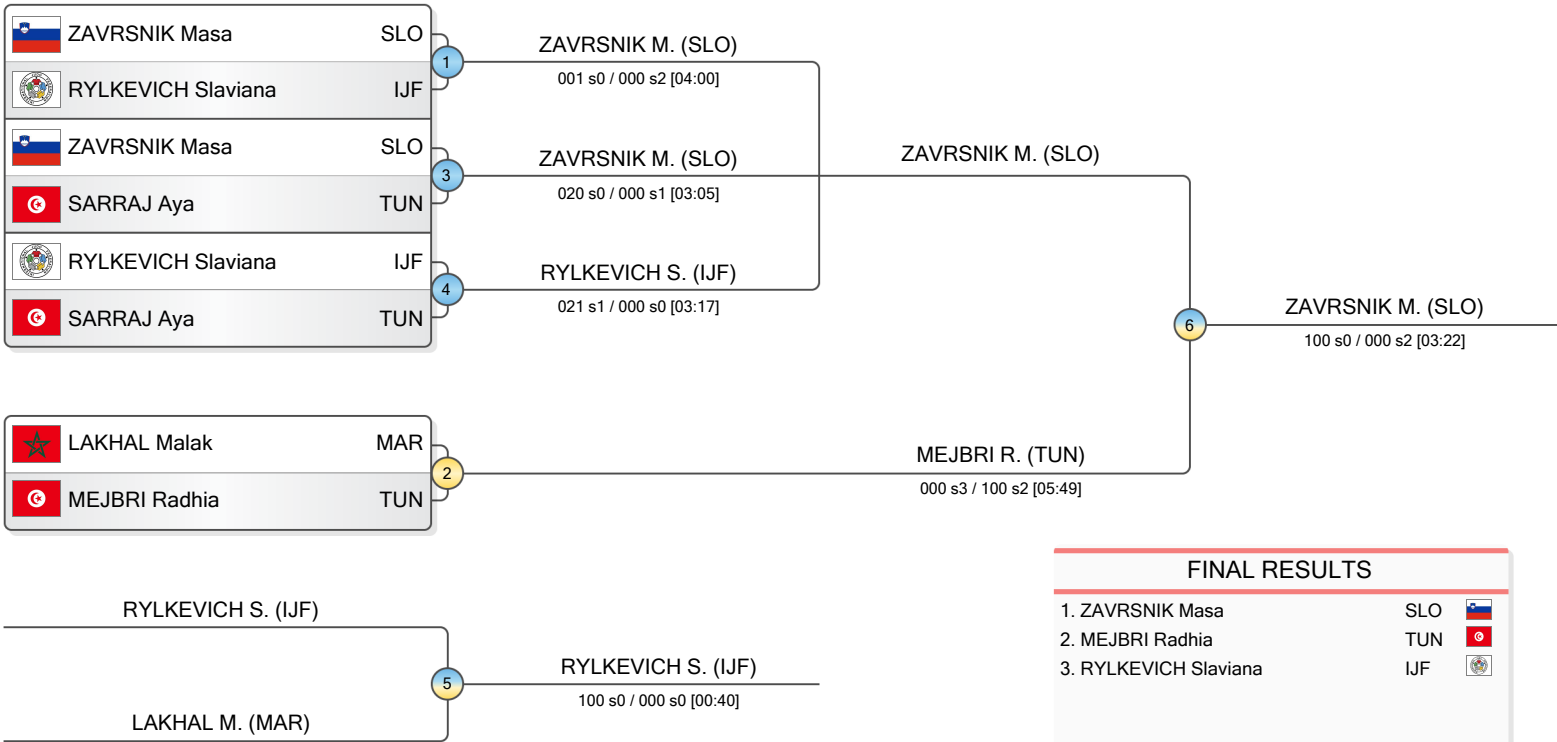 ZAVRSNIK Masa SLO
RYLKEVICH Slaviana IJF
1
ZAVRSNIK M. (SLO)
001 s0 / 000 s2 [04:00]
ZAVRSNIK Masa SLO
SARRAJ Aya TUN
3
ZAVRSNIK M. (SLO)
020 s0 / 000 s1 [03:05]
RYLKEVICH Slaviana IJF
SARRAJ Aya TUN
4
RYLKEVICH S. (IJF)
021 s1 / 000 s0 [03:17]
ZAVRSNIK M. (SLO)
LAKHAL Malak MAR
MEJBRI Radhia TUN
2
MEJBRI R. (TUN)
000 s3 / 100 s2 [05:49]
6
ZAVRSNIK M. (SLO)
100 s0 / 000 s2 [03:22]
RYLKEVICH S. (IJF)
LAKHAL M. (MAR)
5
RYLKEVICH S. (IJF)
100 s0 / 000 s0 [00:40]
FINAL RESULTS
1. ZAVRSNIK Masa SLO
2. MEJBRI Radhia TUN
3. RYLKEVICH Slaviana IJF